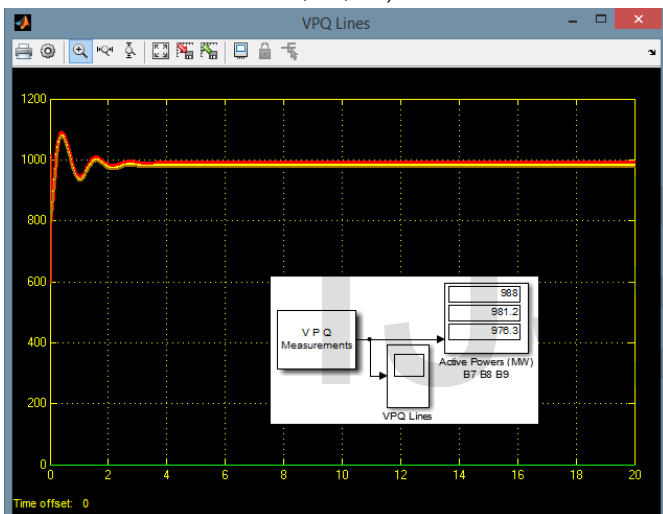 VPQ Lines
1200
1000
800
600
400
200
0
0 2 4 6 8 10 12 14 16 18 20
Time offset: 0
V P Q
Measurements
988
981.2
976.3
Active Powers (MW)
B7 B8 B9
VPQ Lines